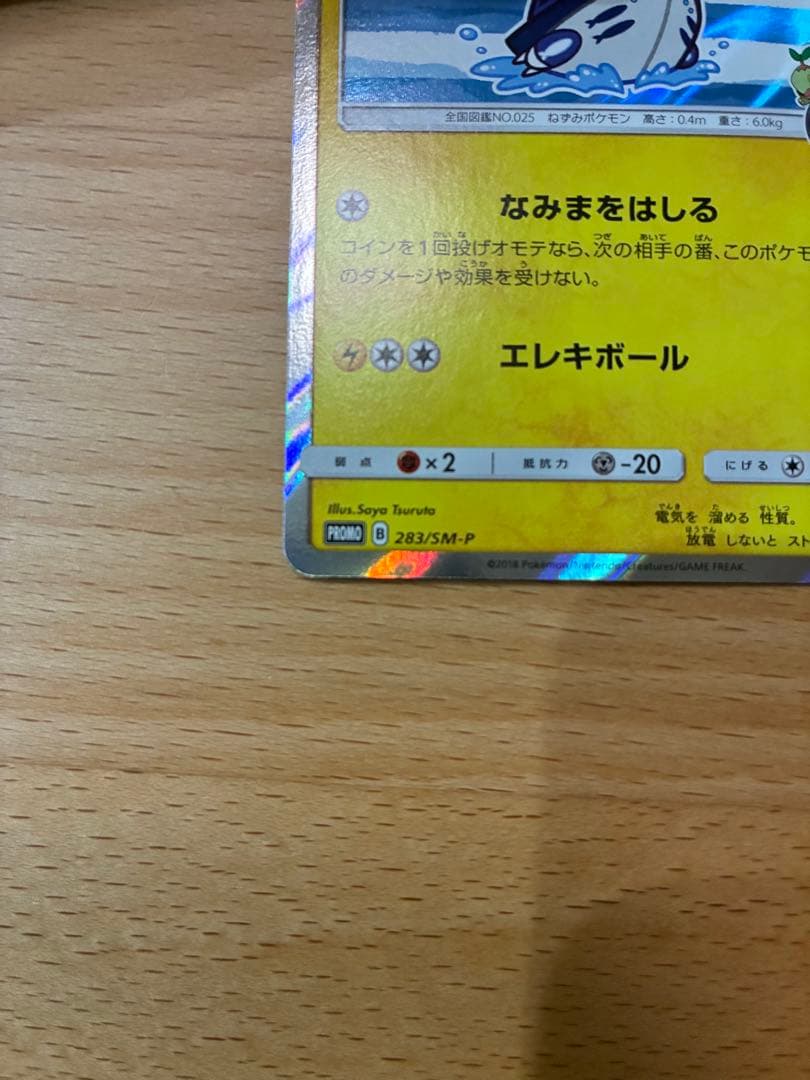 全国図鑑NO.025 ねずみポケモン 高さ:0.4m 重さ:6.0kg
なみまをはしる
コインを1回投げオモテなら、次の相手の番、このポケモ
のダメージや効果を受けない。
エレキボール
弱点 ×2 抵抗力 -20 にげる
Illus. Saya Tsuruta
電気を 溜める 性質。
PROMO B 283/SM-P
放電 しないと スト
©2018 Pokémon/Nintendo/Creatures/GAME FREAK.